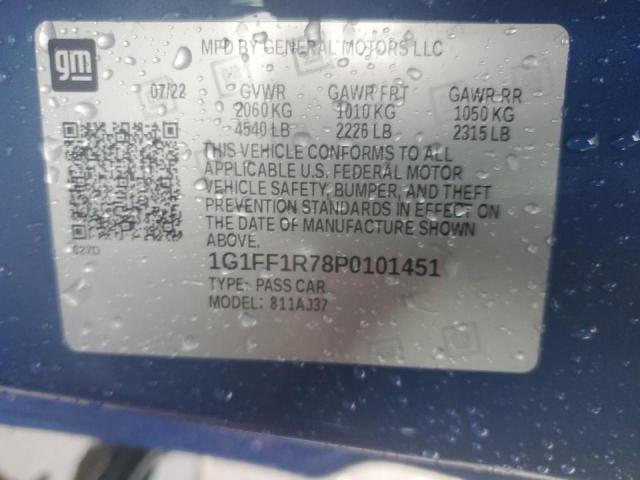 gm
MFD BY GENERAL MOTORS LLC
07/22 GVWR GAWR FRT GAWR RR
2060 KG 1010 KG 1050 KG
4540 LB 2226 LB 2315 LB
THIS VEHICLE CONFORMS TO ALL
APPLICABLE U.S. FEDERAL MOTOR
VEHICLE SAFETY, BUMPER, AND THEFT
PREVENTION STANDARDS IN EFFECT ON
THE DATE OF MANUFACTURE SHOWN
ABOVE.
627D
1G1FF1R78P0101451
TYPE: PASS CAR
MODEL: 811AJ37